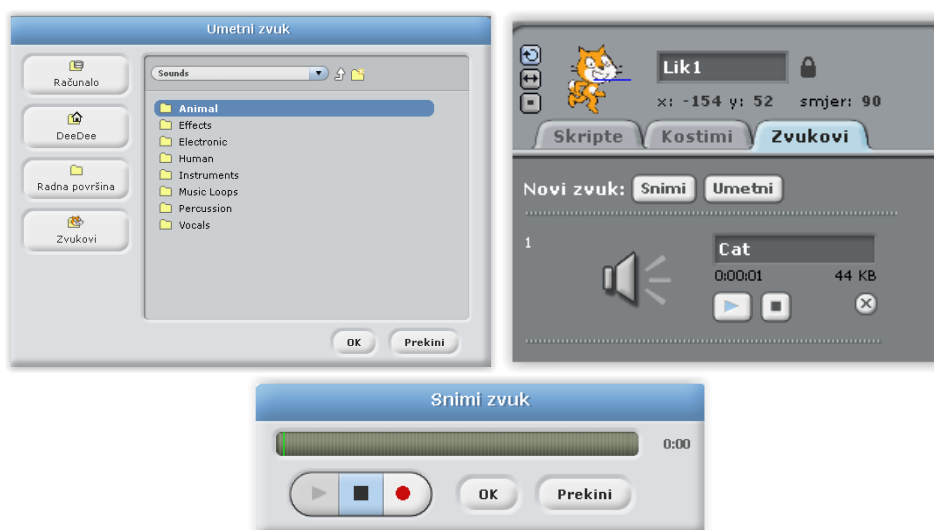 Umetni zvuk
Računalo
DeeDee
Radna površina
Zvukovi
Sounds
Animal
Effects
Electronic
Human
Instruments
Music Loops
Percussion
Vocals
OK Prekini
Lik1
x: -154 y: 52 smjer: 90
Skripte Kostimi Zvukovi
Novi zvuk: Snimi Umetni
1
Cat
0:00:01 44 KB
Snimi zvuk
0:00
OK Prekini